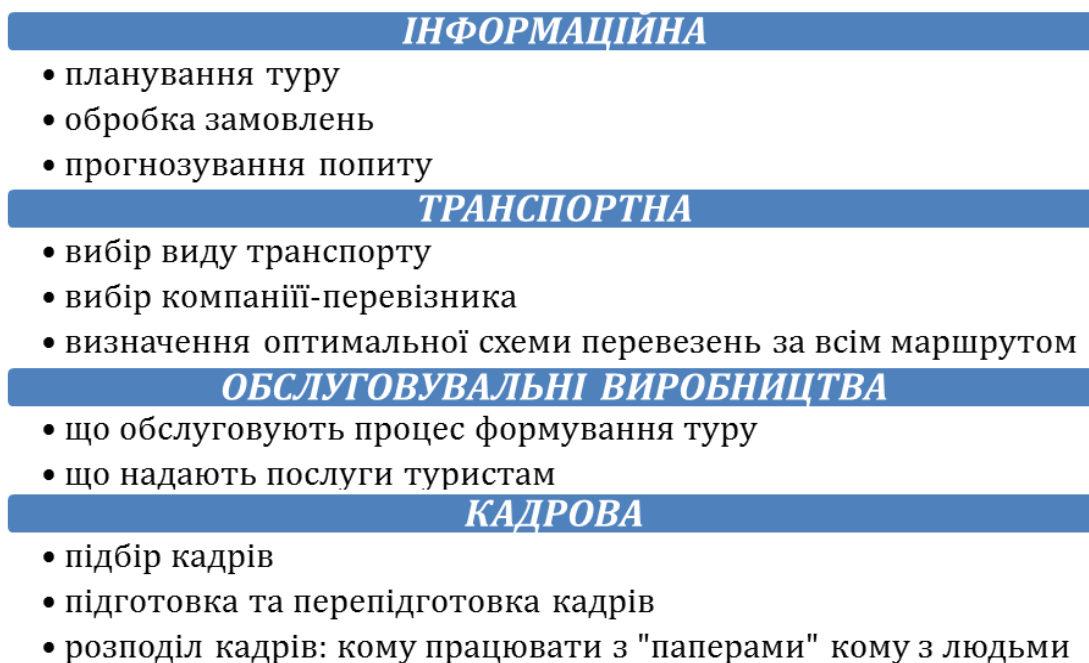 ІНФОРМАЦІЙНА
• планування туру
• обробка замовлень
• прогнозування попиту
ТРАНСПОРТНА
• вибір виду транспорту
• вибір компаніїї-перевізника
• визначення оптимальної схеми перевезень за всім маршрутом
ОБСЛУГОВУВАЛЬНІ ВИРОБНИЦТВА
• що обслуговують процес формування туру
• що надають послуги туристам
КАДРОВА
• підбір кадрів
• підготовка та перепідготовка кадрів
• розподіл кадрів: кому працювати з "паперами" кому з людьми